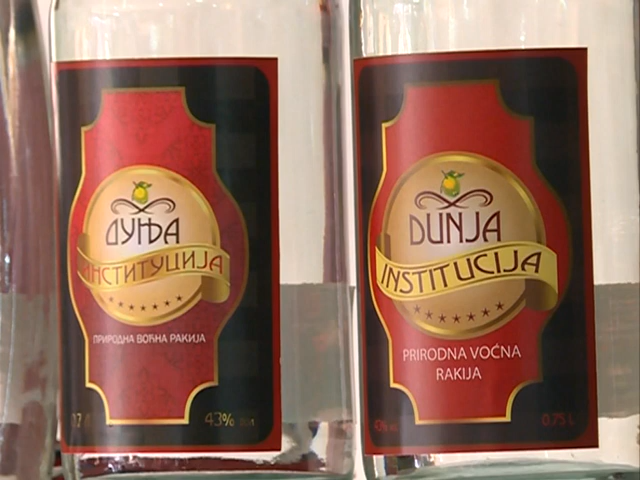 ДУЊА
ИНСТИТУЦИЈА
ПРИРОДНА ВОЋНА РАКИЈА
43%
DUNJA
INSTITUCIJA
PRIRODNA VOĆNA
RAKIJA
0.75 L